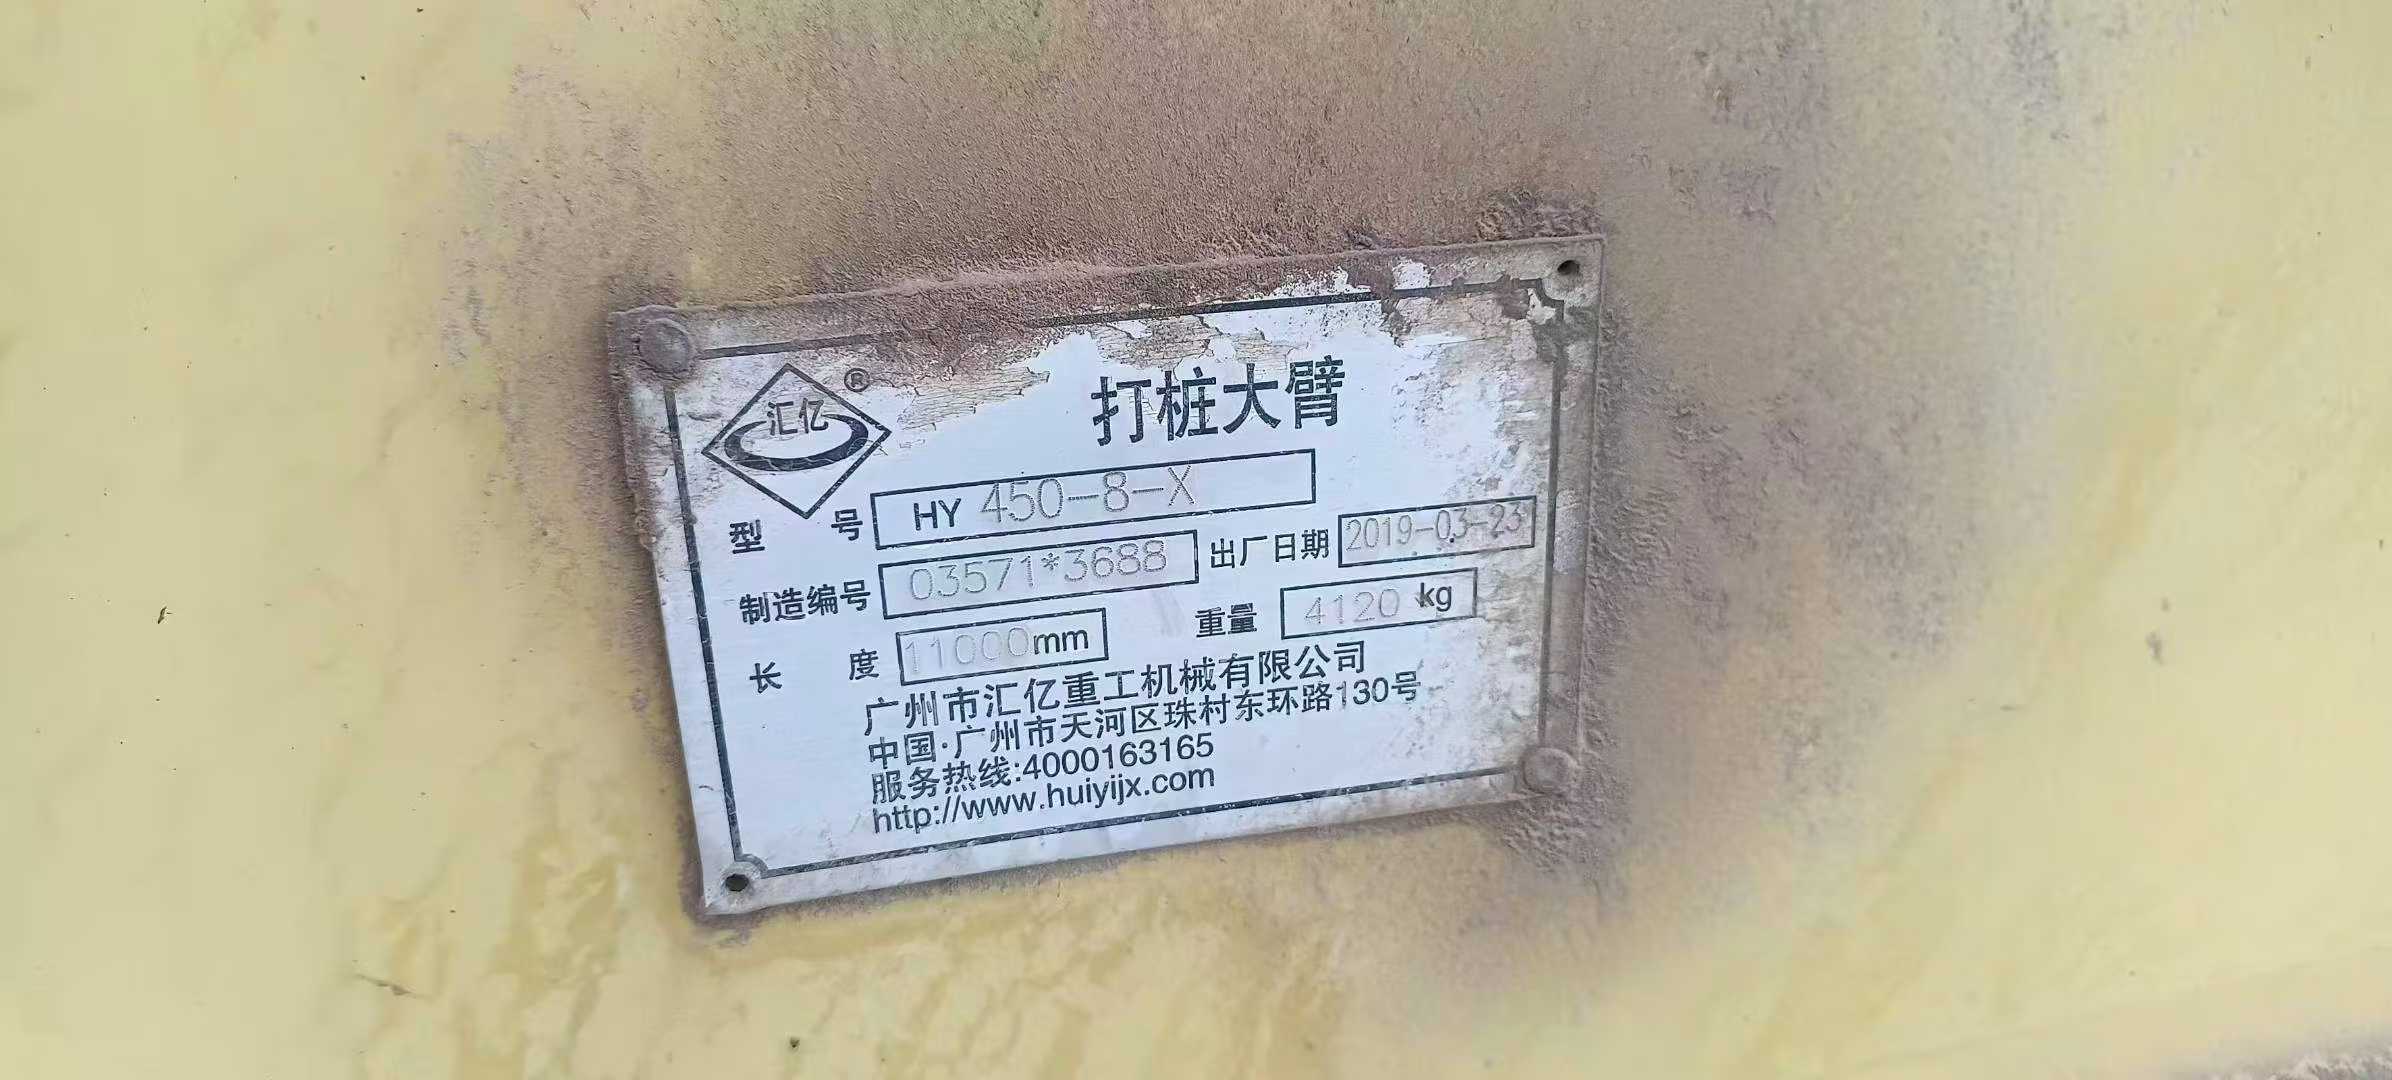 汇亿®
打桩大臂
型号 HY 450-8-X
制造编号 03571*3688 出厂日期 2019-03-23
长度 11000mm 重量 4120 kg
广州市汇亿重工机械有限公司
中国·广州市天河区珠村东环路130号
服务热线:4000163165
http://www.huiyijx.com